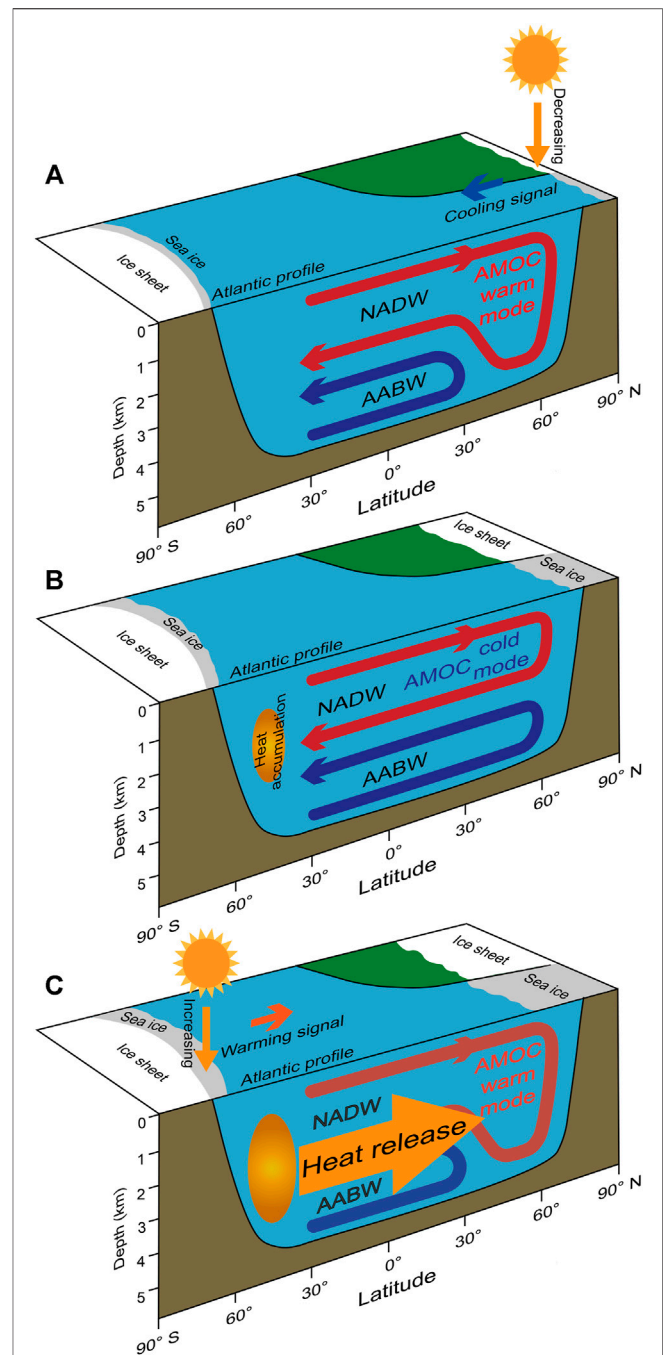 Decreasing
A
Cooling signal
Sea ice
Ice sheet
Atlantic profile
NADW
AMOC
warm
mode
AABW
0
1
2
3
4
5
Depth (km)
90° S
60°
30°
0°
30°
60°
90° N
Latitude
B
Ice sheet
Sea ice
Sea ice
Ice sheet
Atlantic profile
NADW
AMOC cold
mode
Heat
accumulation
AABW
0
1
2
3
4
5
Depth (km)
90° S
60°
30°
0°
30°
60°
90° N
Latitude
C
Increasing
Ice sheet
Sea ice
Sea ice
Ice sheet
Warming signal
Atlantic profile
NADW
AMOC
warm
mode
Heat release
AABW
0
1
2
3
4
5
Depth (km)
90° S
60°
30°
0°
30°
60°
90° N
Latitude